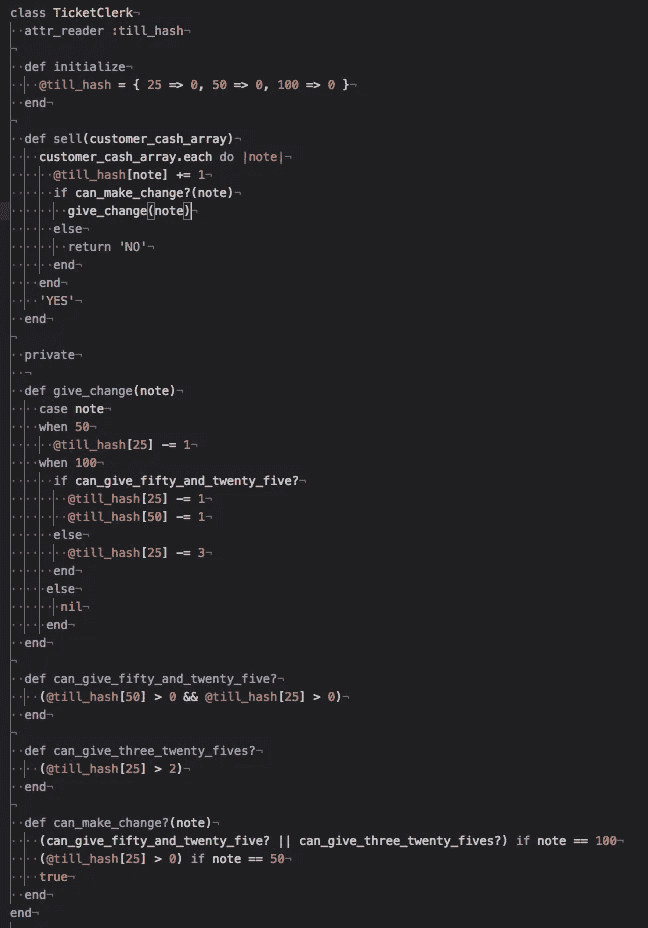 class TicketClerk¬
··attr_reader :till_hash¬
¬
··def initialize¬
····@till_hash = { 25 => 0, 50 => 0, 100 => 0 }¬
··end¬
¬
··def sell(customer_cash_array)¬
····customer_cash_array.each do |note|¬
······@till_hash[note] += 1¬
······if can_make_change?(note)¬
········give_change(note)¬
······else¬
········return 'NO'¬
······end¬
····end¬
····'YES'¬
··end¬
¬
··private¬
··¬
··def give_change(note)¬
····case note¬
····when 50¬
······@till_hash[25] -= 1¬
····when 100¬
······if can_give_fifty_and_twenty_five?¬
········@till_hash[25] -= 1¬
········@till_hash[50] -= 1¬
······else¬
········@till_hash[25] -= 3¬
······end¬
·····else¬
·······nil¬
·····end¬
··end¬
¬
··def can_give_fifty_and_twenty_five?¬
····(@till_hash[50] > 0 && @till_hash[25] > 0)¬
··end¬
¬
··def can_give_three_twenty_fives?¬
····(@till_hash[25] > 2)¬
··end¬
¬
··def can_make_change?(note)¬
····(can_give_fifty_and_twenty_five? || can_give_three_twenty_fives?) if note == 100¬
····(@till_hash[25] > 0) if note == 50¬
····true¬
··end¬
end¬